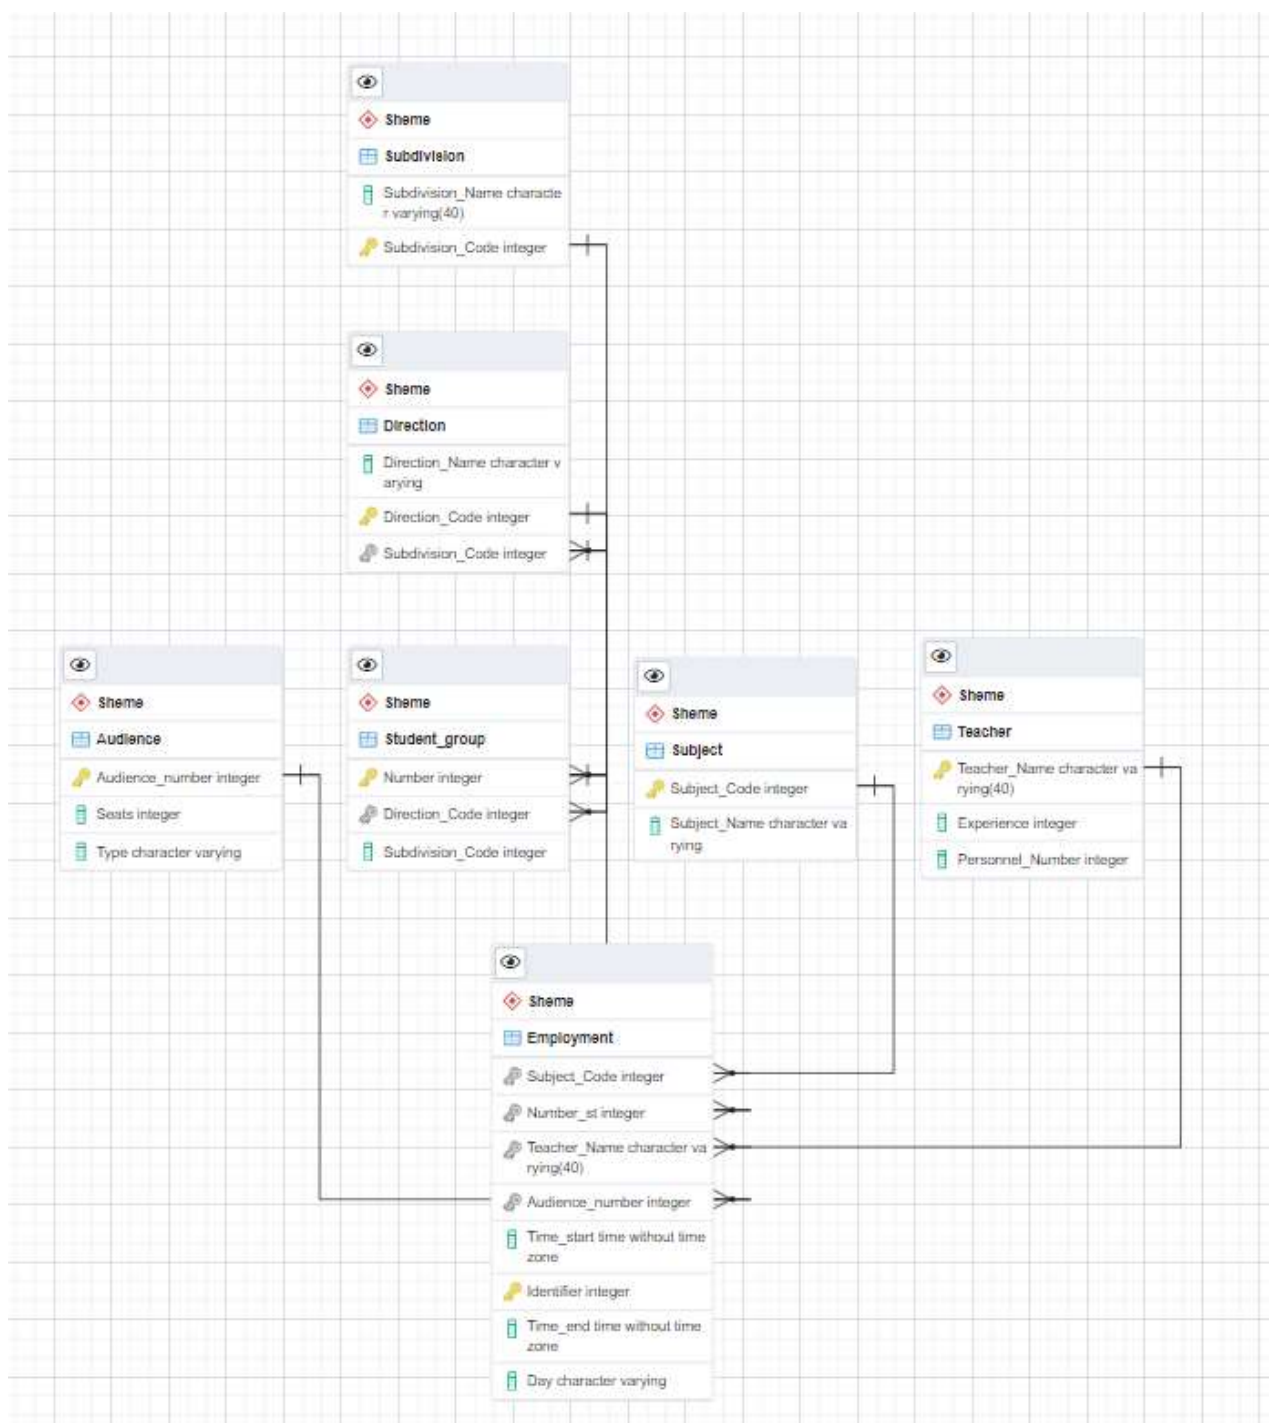 Sheme
Subdivision
Subdivision_Name characte
r varying(40)
Subdivision_Code integer
Sheme
Direction
Direction_Name character v
arying
Direction_Code integer
Subdivision_Code integer
Sheme
Audience
Audience_number integer
Seats integer
Type character varying
Sheme
Student_group
Number integer
Direction_Code integer
Subdivision_Code integer
Sheme
Subject
Subject_Code integer
Subject_Name character va
rying
Sheme
Teacher
Teacher_Name character va
rying(40)
Experience integer
Personnel_Number integer
Sheme
Employment
Subject_Code integer
Number_st integer
Teacher_Name character va
rying(40)
Audience_number integer
Time_start time without time
zone
Identifier integer
Time_end time without time
zone
Day character varying